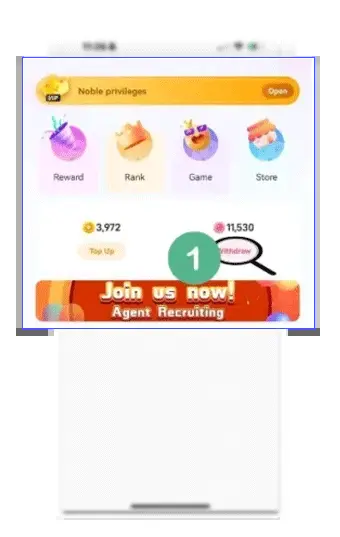 11:26
VIP
Noble privileges
Open
Reward
Rank
Game
Store
3,972
11,530
Top Up
Withdraw
1
Join us now!
Agent Recruiting